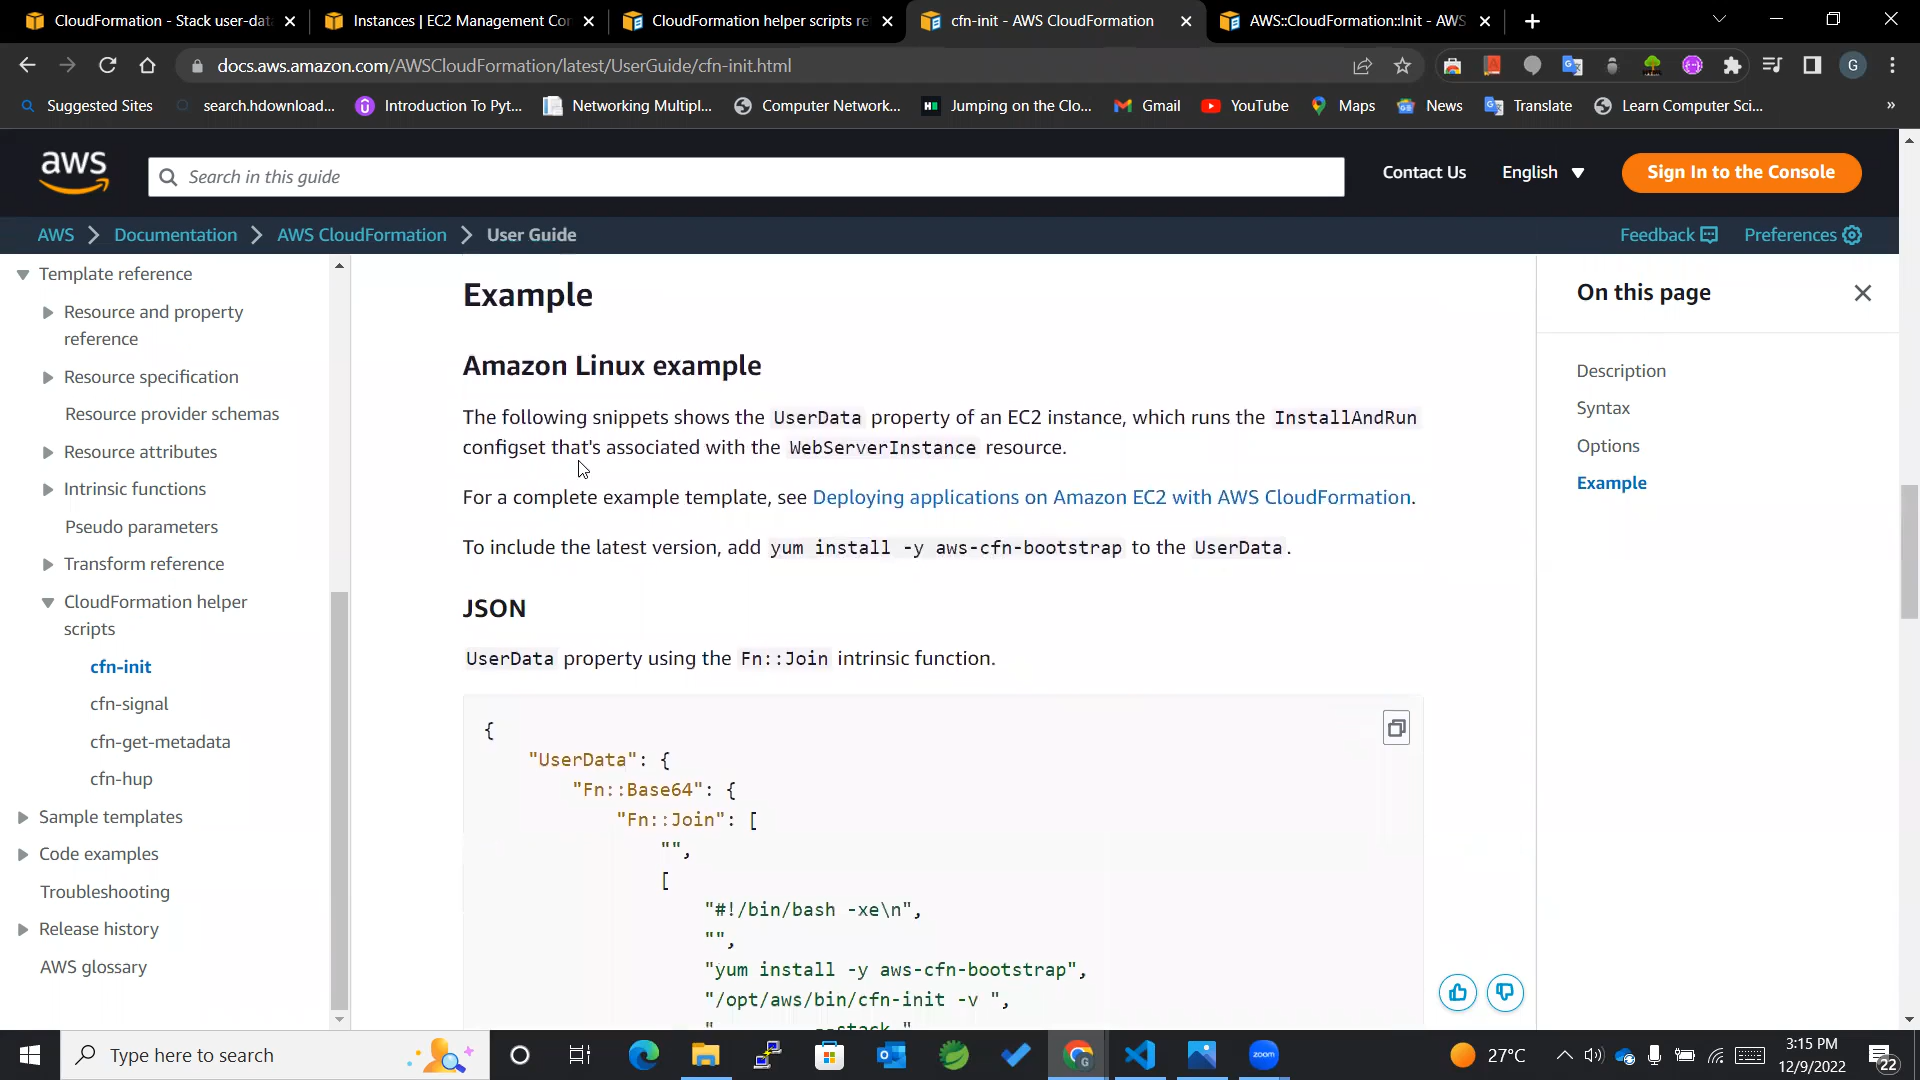 CloudFormation - Stack user-dat
Instances | EC2 Management Con
CloudFormation helper scripts re
cfn-init - AWS CloudFormation
AWS::CloudFormation::Init - AWS
docs.aws.amazon.com/AWSCloudFormation/latest/UserGuide/cfn-init.html
G
Suggested Sites
search.hdownload...
Introduction To Pyt...
Networking Multipl...
Computer Network...
Jumping on the Clo...
Gmail
YouTube
Maps
News
Translate
Learn Computer Sci...
»
aws
Search in this guide
Contact Us
English
Sign In to the Console
AWS
Documentation
AWS CloudFormation
User Guide
Feedback
Preferences
Template reference
Resource and property
reference
Resource specification
Resource provider schemas
Resource attributes
Intrinsic functions
Pseudo parameters
Transform reference
CloudFormation helper
scripts
cfn-init
cfn-signal
cfn-get-metadata
cfn-hup
Sample templates
Code examples
Troubleshooting
Release history
AWS glossary
Example
Amazon Linux example
The following snippets shows the UserData property of an EC2 instance, which runs the InstallAndRun
configset that's associated with the WebServerInstance resource.
For a complete example template, see Deploying applications on Amazon EC2 with AWS CloudFormation.
To include the latest version, add yum install -y aws-cfn-bootstrap to the UserData.
JSON
UserData property using the Fn::Join intrinsic function.
{
"UserData": {
"Fn::Base64": {
"Fn::Join": [
"",
[
"#!/bin/bash -xe\n",
"",
"yum install -y aws-cfn-bootstrap",
"/opt/aws/bin/cfn-init -v ",
" --stack "
On this page
Description
Syntax
Options
Example
Type here to search
zoom
27°C
3:15 PM
12/9/2022
22